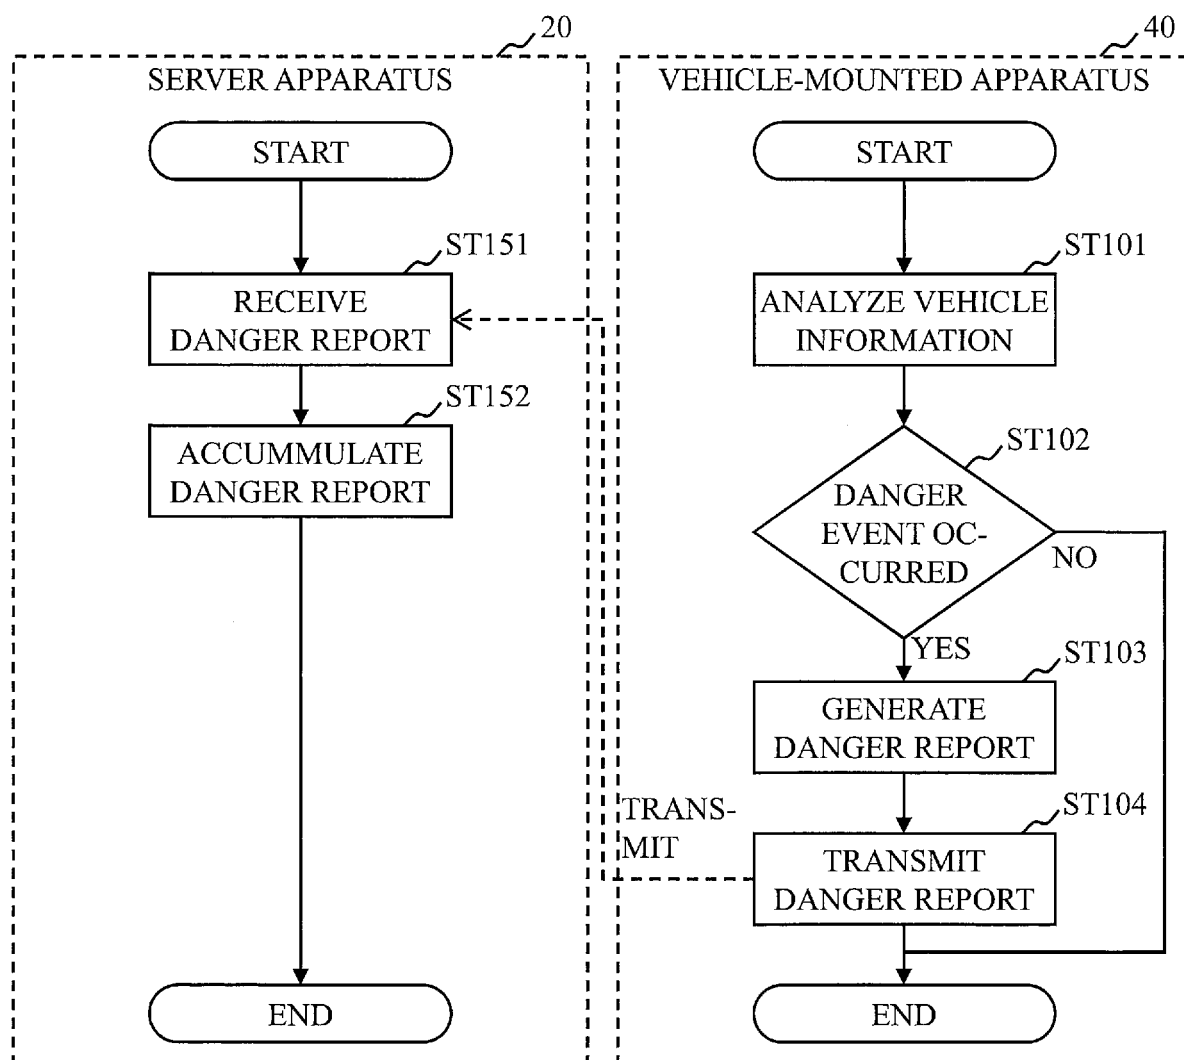 20
SERVER APPARATUS
START
ST151
RECEIVE
DANGER REPORT
ST152
ACCUMMULATE
DANGER REPORT
END
40
VEHICLE-MOUNTED APPARATUS
START
ST101
ANALYZE VEHICLE
INFORMATION
ST102
DANGER
EVENT OC-
CURRED
NO
YES
ST103
GENERATE
DANGER REPORT
TRANS-
MIT
ST104
TRANSMIT
DANGER REPORT
END